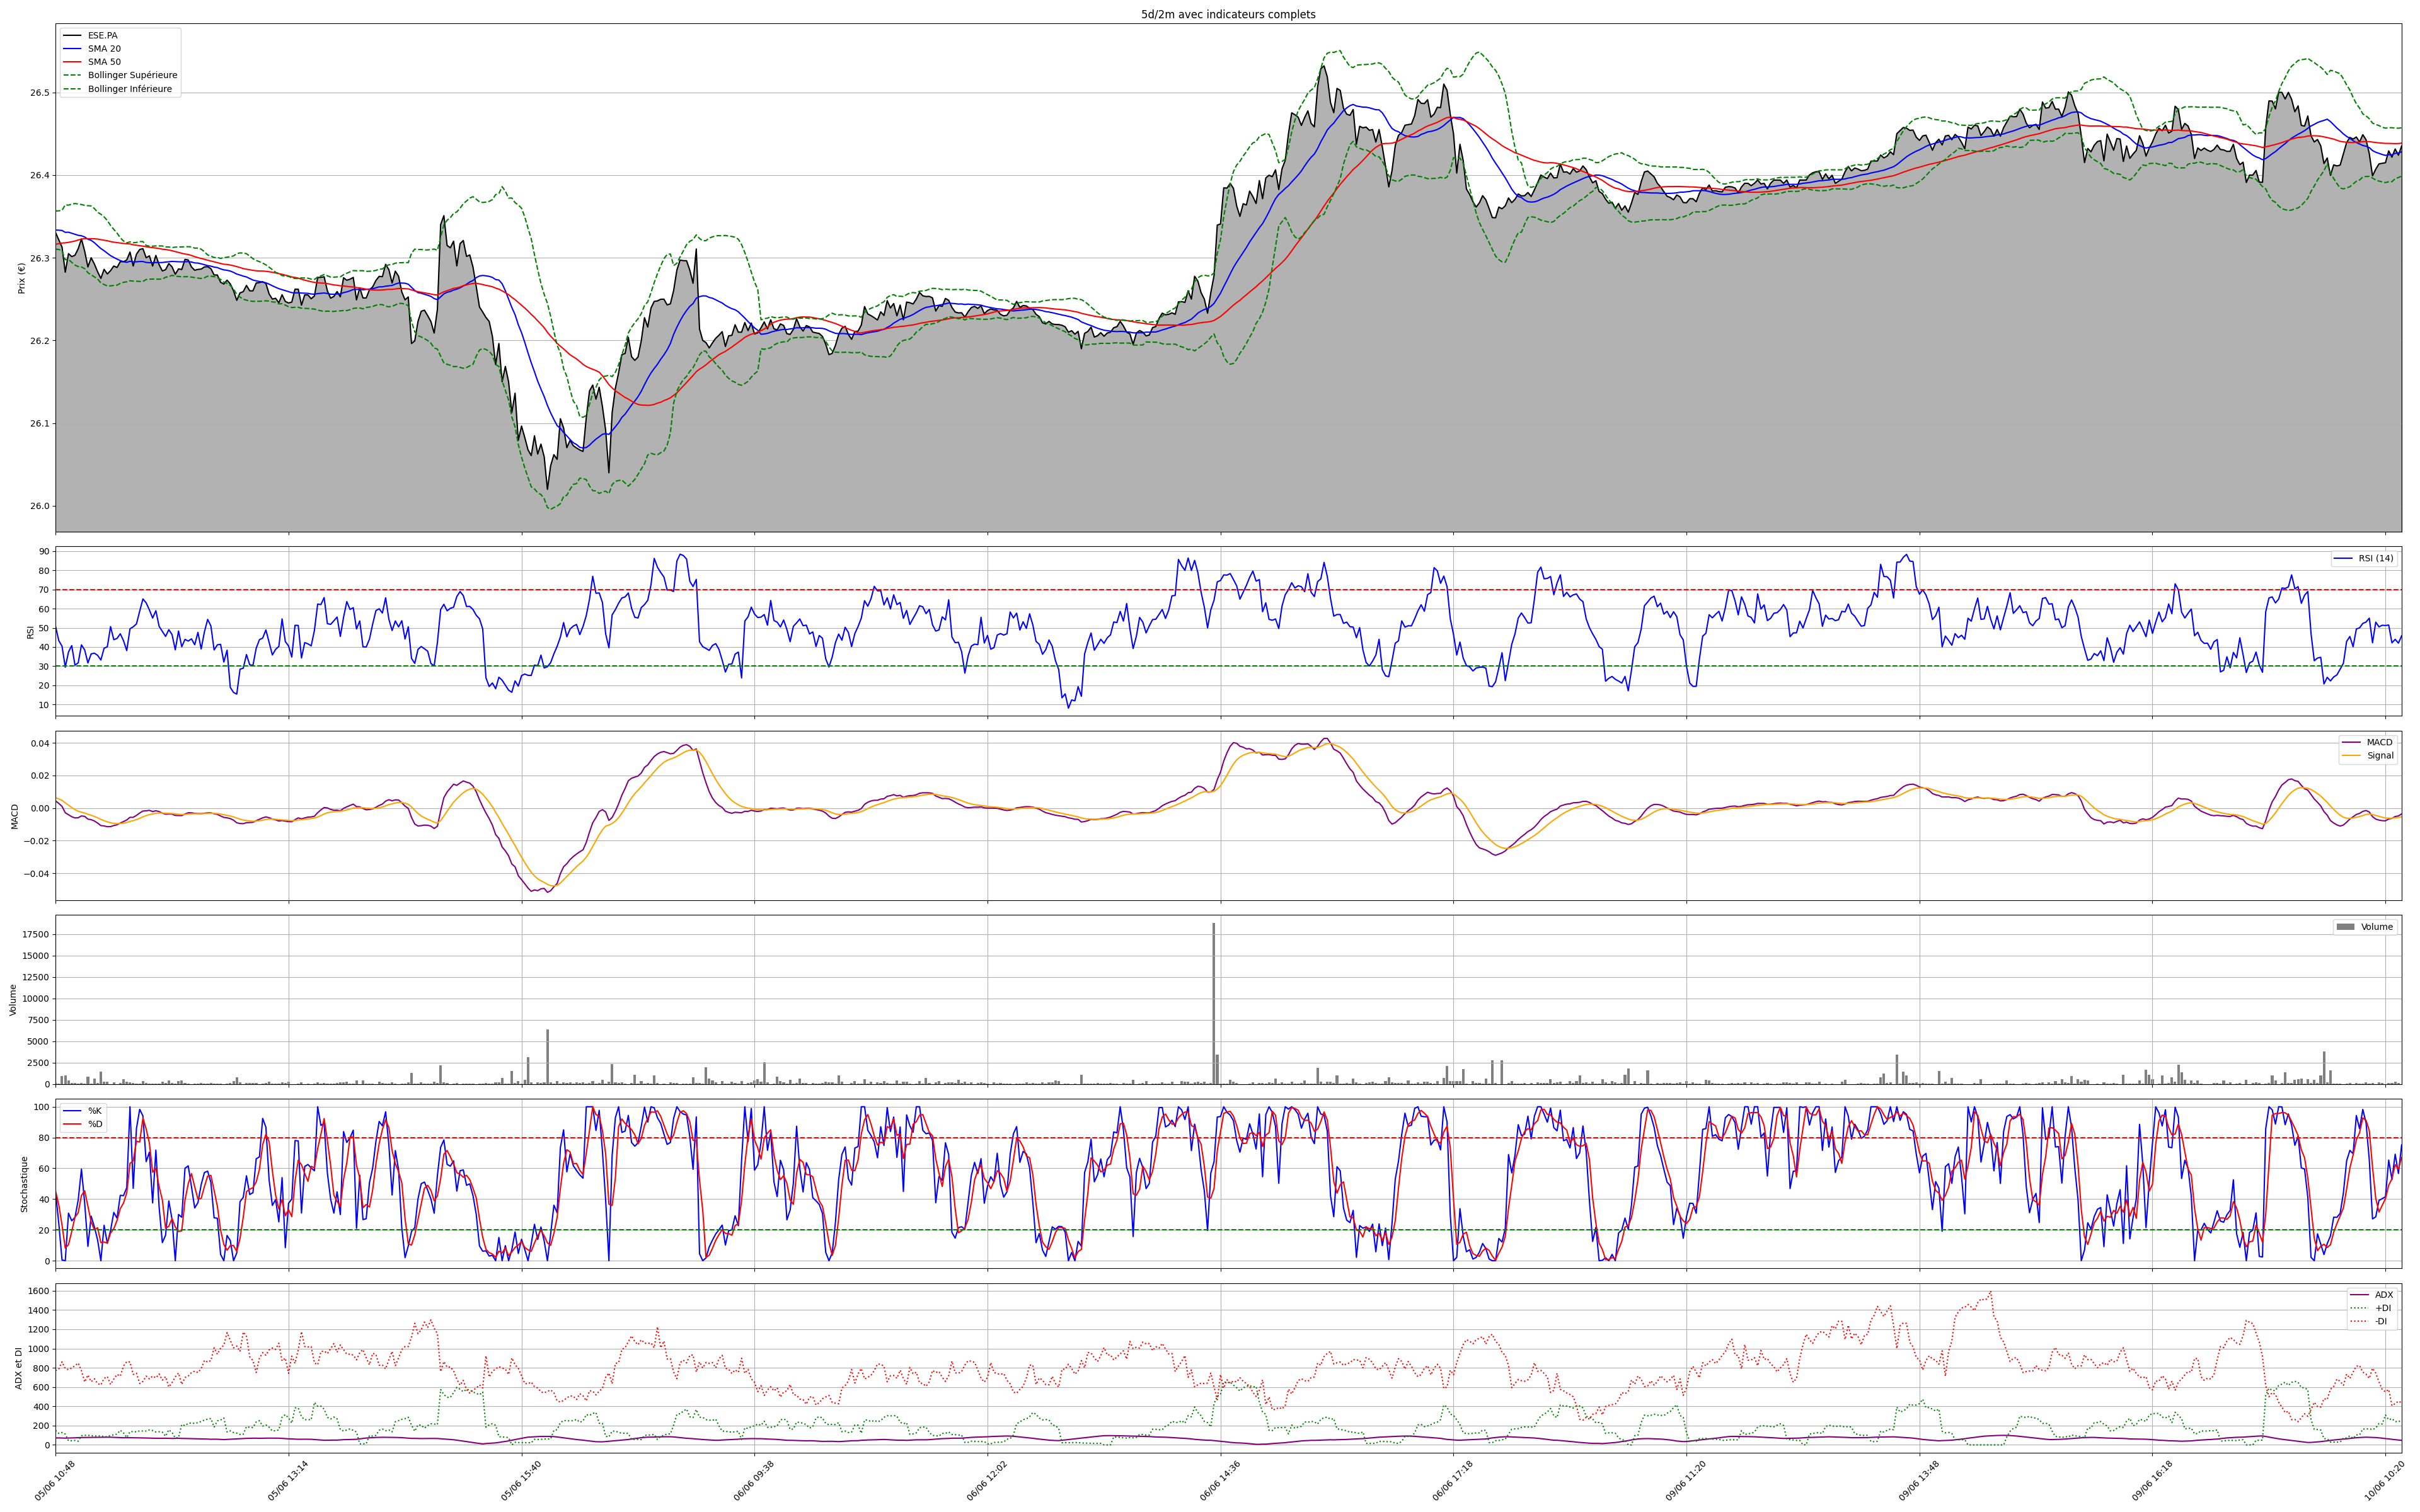 5d/2m avec indicateurs complets
ESE.PA
SMA 20
SMA 50
Bollinger Supérieure
Bollinger Inférieure
Prix (€)
26.5
26.4
26.3
26.2
26.1
26.0
RSI (14)
RSI
90
80
70
60
50
40
30
20
10
MACD
Signal
MACD
0.04
0.02
0.00
−0.02
−0.04
Volume
Volume
17500
15000
12500
10000
7500
5000
2500
0
%K
%D
Stochastique
100
80
60
40
20
0
ADX
+DI
-DI
ADX et DI
1600
1400
1200
1000
800
600
400
200
0
05/06 10:48
05/06 13:14
05/06 15:40
06/06 09:38
06/06 12:02
06/06 14:36
06/06 17:18
09/06 11:20
09/06 13:48
09/06 16:18
10/06 10:20